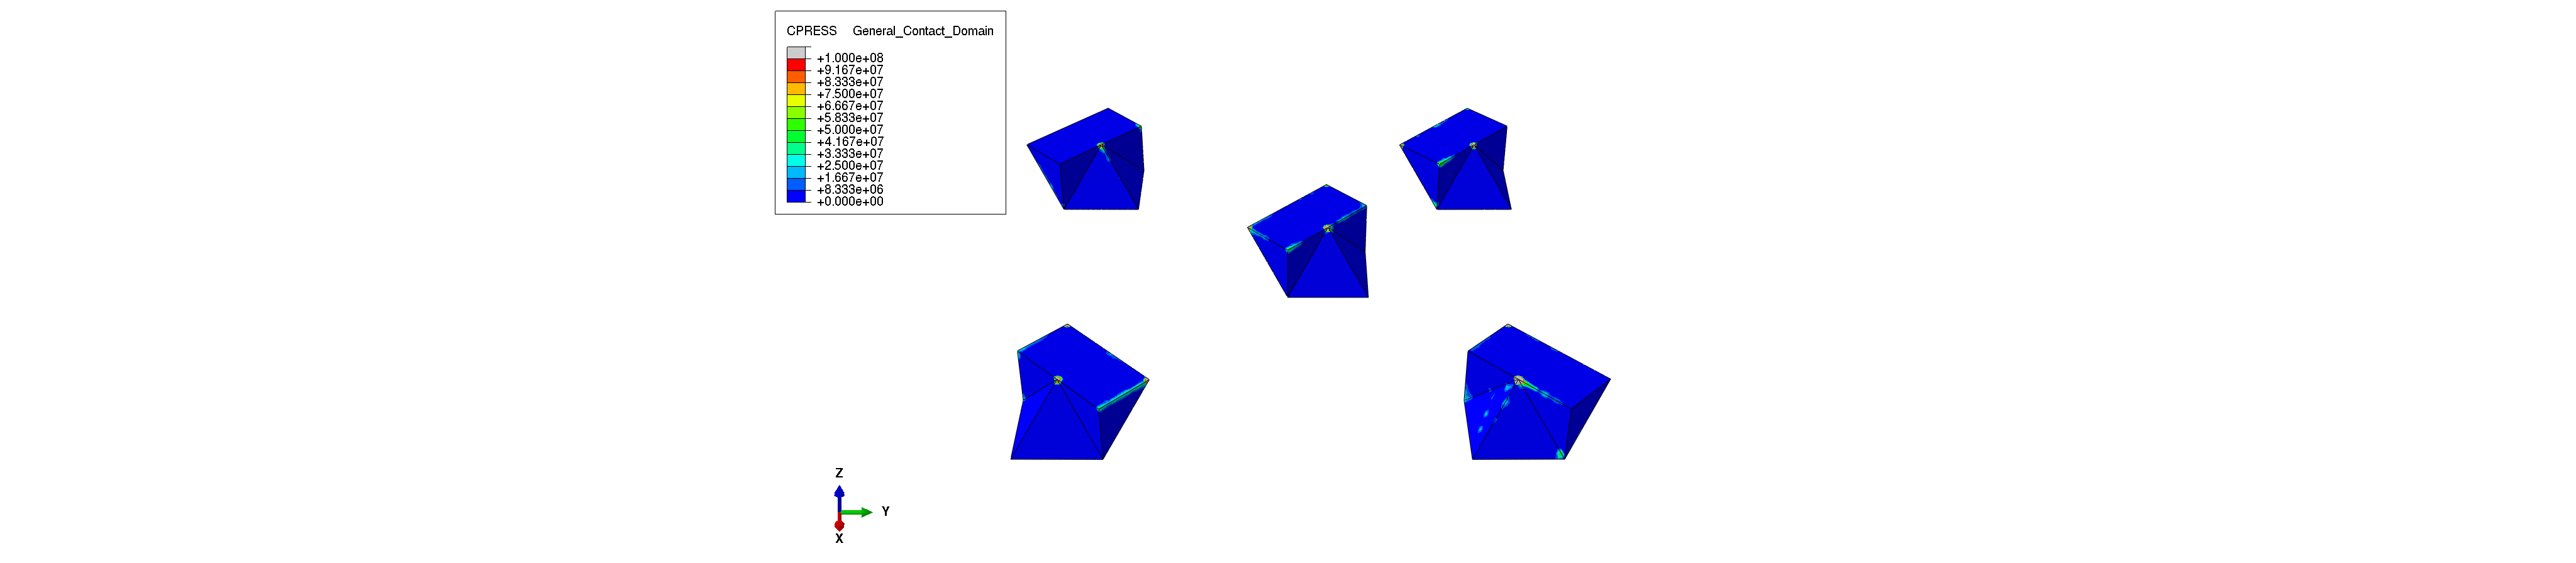 CPRESS General_Contact_Domain
+1.000e+08
+9.167e+07
+8.333e+07
+7.500e+07
+6.667e+07
+5.833e+07
+5.000e+07
+4.167e+07
+3.333e+07
+2.500e+07
+1.667e+07
+8.333e+06
+0.000e+00
Z
Y
X